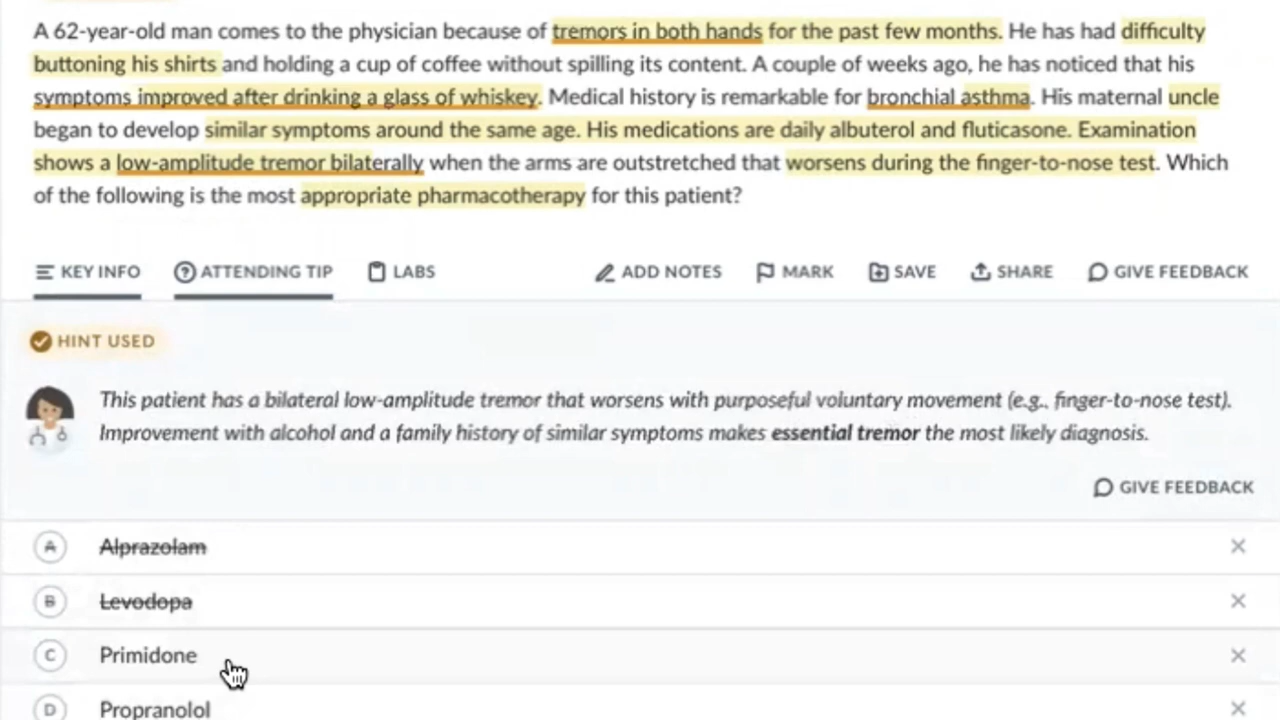 A 62-year-old man comes to the physician because of tremors in both hands for the past few months. He has had difficulty
buttoning his shirts and holding a cup of coffee without spilling its content. A couple of weeks ago, he has noticed that his
symptoms improved after drinking a glass of whiskey. Medical history is remarkable for bronchial asthma. His maternal uncle
began to develop similar symptoms around the same age. His medications are daily albuterol and fluticasone. Examination
shows a low-amplitude tremor bilaterally when the arms are outstretched that worsens during the finger-to-nose test. Which
of the following is the most appropriate pharmacotherapy for this patient?
KEY INFO ATTENDING TIP LABS ADD NOTES MARK SAVE SHARE GIVE FEEDBACK
HINT USED
This patient has a bilateral low-amplitude tremor that worsens with purposeful voluntary movement (e.g., finger-to-nose test).
Improvement with alcohol and a family history of similar symptoms makes essential tremor the most likely diagnosis.
GIVE FEEDBACK
A Alprazolam
B Levodopa
C Primidone
D Propranolol